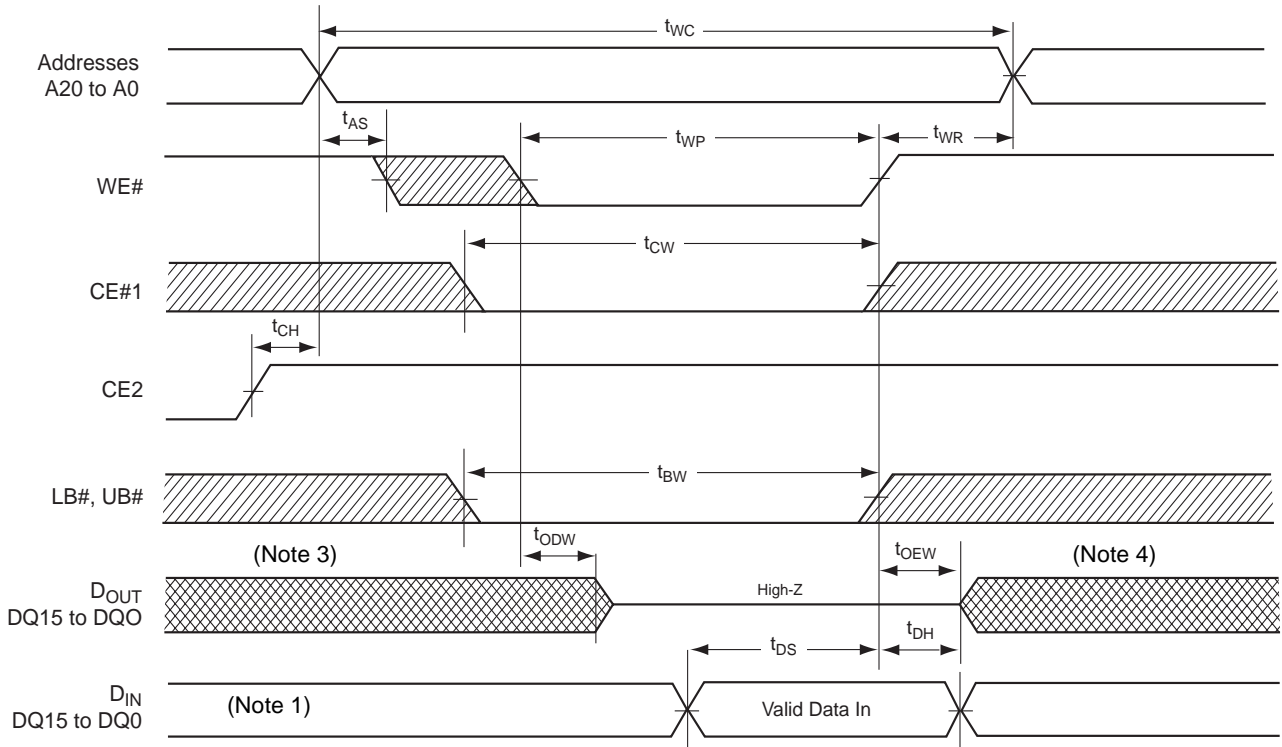 tWC
Addresses
A20 to A0
tAS
tWP
tWR
WE#
tCW
CE#1
tCH
CE2
tBW
LB#, UB#
tODW
(Note 3)
tOEW
(Note 4)
DOUT
DQ15 to DQO
High-Z
tDS
tDH
DIN
DQ15 to DQ0
(Note 1)
Valid Data In